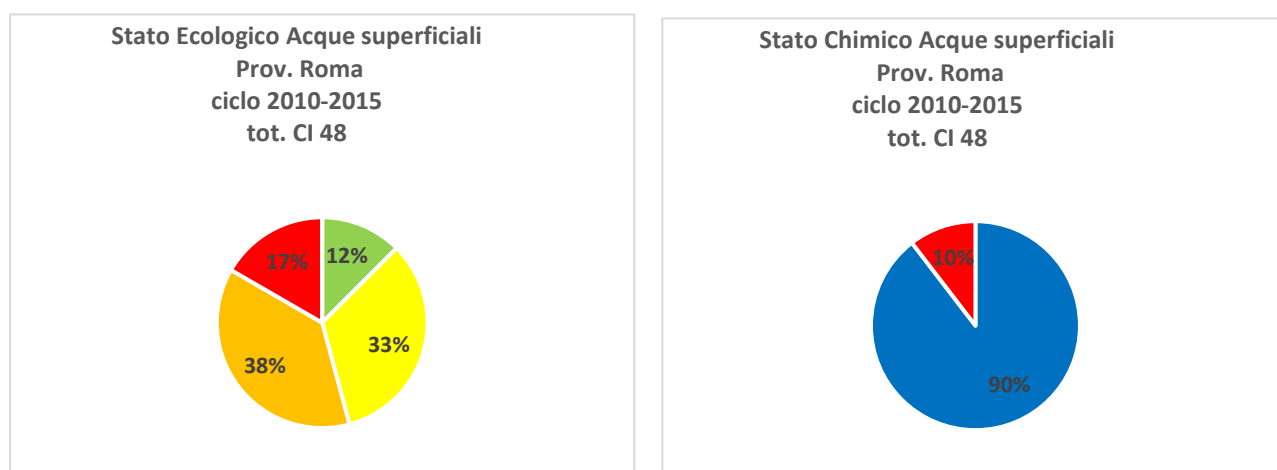 Stato Ecologico Acque superficiali
Prov. Roma
ciclo 2010-2015
tot. CI 48
17%
12%
38%
33%
Stato Chimico Acque superficiali
Prov. Roma
ciclo 2010-2015
tot. CI 48
10%
90%